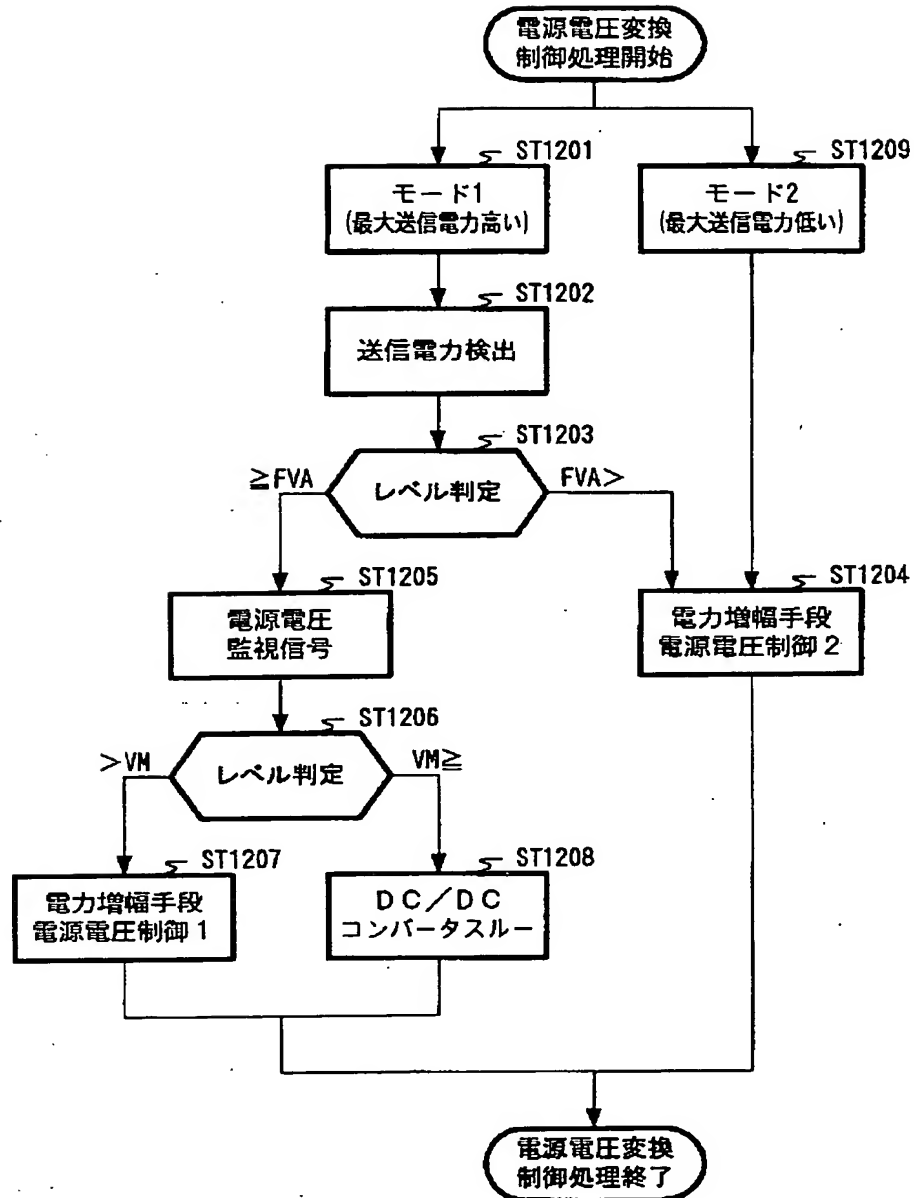 電源電圧変換
制御処理開始
ST1201
モード1
(最大送信電力高い)
ST1209
モード2
(最大送信電力低い)
ST1202
送信電力検出
ST1203
≧FVA
レベル判定
FVA>
ST1205
電源電圧
監視信号
ST1204
電力増幅手段
電源電圧制御2
ST1206
>VM
レベル判定
VM≧
ST1207
電力増幅手段
電源電圧制御1
ST1208
DC/DC
コンバータスルー
電源電圧変換
制御処理終了